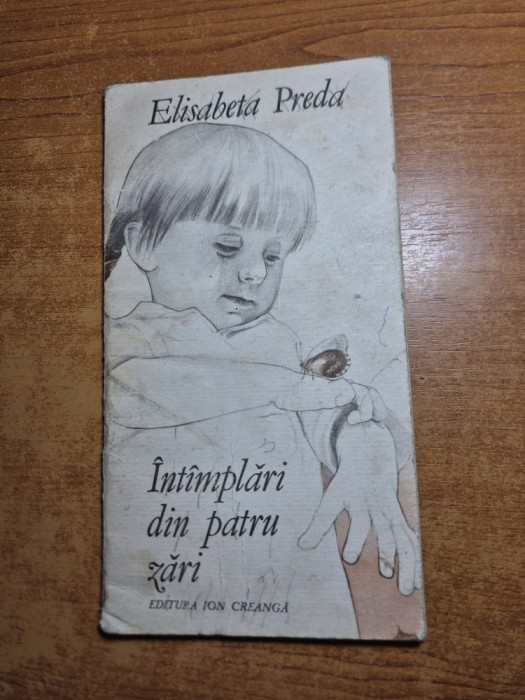 Elisabeta Preda
Întîmplări
din patru
zări
EDITURA ION CREANGĂ